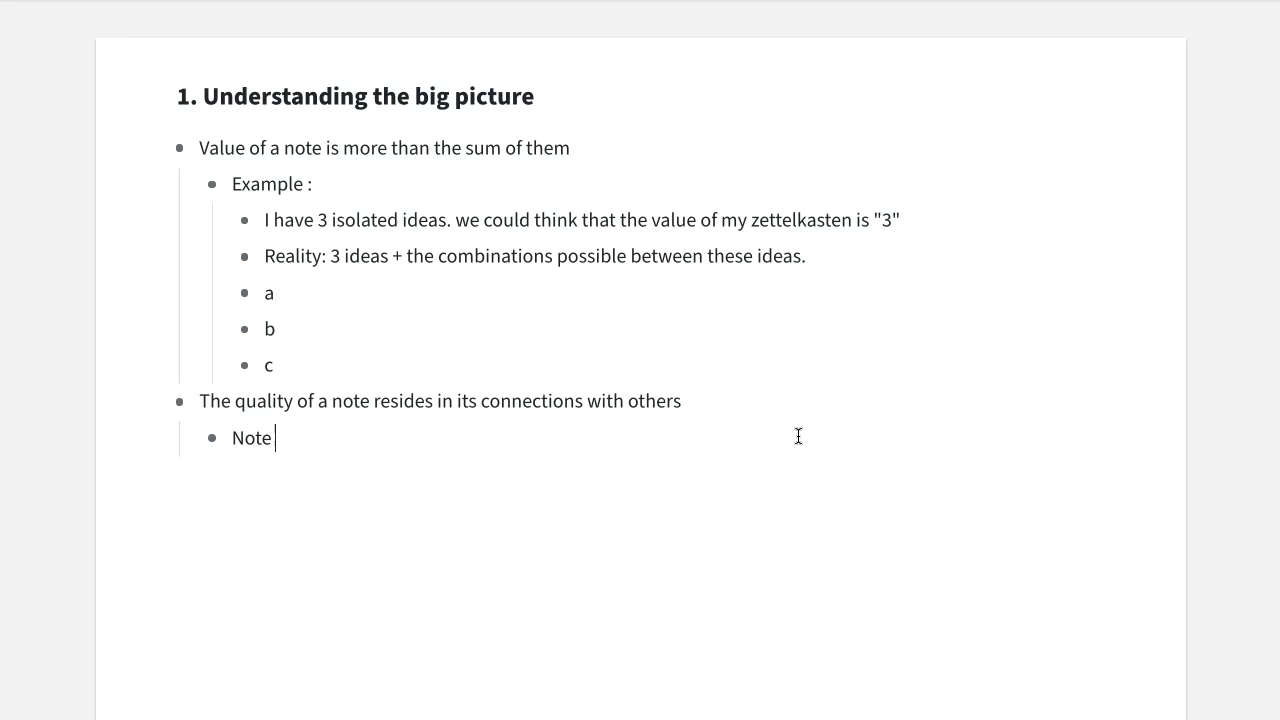 1. Understanding the big picture
Value of a note is more than the sum of them
Example :
I have 3 isolated ideas. we could think that the value of my zettelkasten is "3"
Reality: 3 ideas + the combinations possible between these ideas.
a
b
c
The quality of a note resides in its connections with others
Note